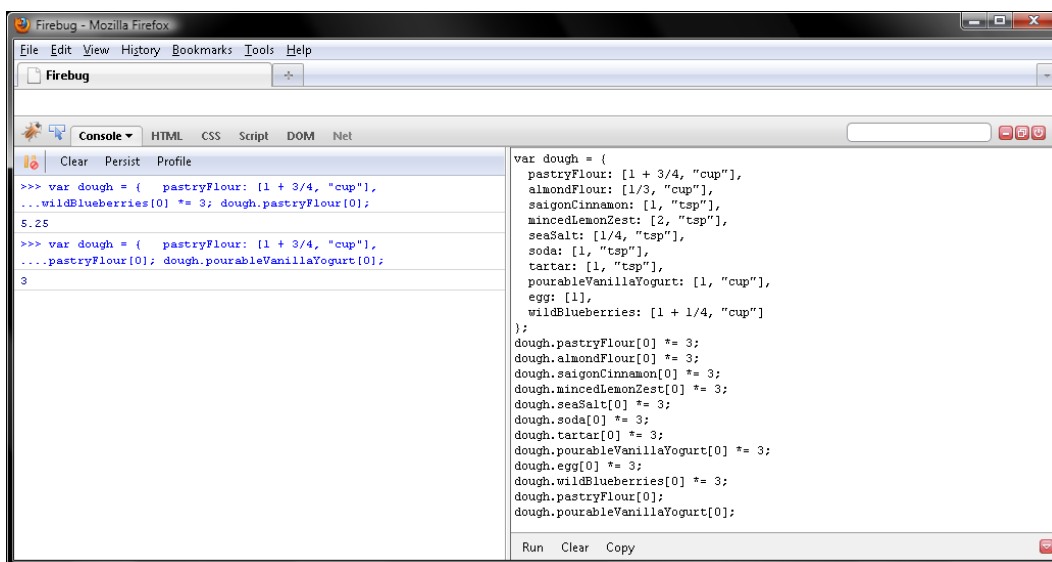 Firebug - Mozilla Firefox
File Edit View History Bookmarks Tools Help
Firebug
Console HTML CSS Script DOM Net
Clear Persist Profile
>>> var dough = {   pastryFlour: [1 + 3/4, "cup"],
...wildBlueberries[0] *= 3; dough.pastryFlour[0];
5.25
>>> var dough = {   pastryFlour: [1 + 3/4, "cup"],
....pastryFlour[0]; dough.pourableVanillaYogurt[0];
3
var dough = {
  pastryFlour: [1 + 3/4, "cup"],
  almondFlour: [1/3, "cup"],
  saigonCinnamon: [1, "tsp"],
  mincedLemonZest: [2, "tsp"],
  seaSalt: [1/4, "tsp"],
  soda: [1, "tsp"],
  tartar: [1, "tsp"],
  pourableVanillaYogurt: [1, "cup"],
  egg: [1],
  wildBlueberries: [1 + 1/4, "cup"]
};
dough.pastryFlour[0] *= 3;
dough.almondFlour[0] *= 3;
dough.saigonCinnamon[0] *= 3;
dough.mincedLemonZest[0] *= 3;
dough.seaSalt[0] *= 3;
dough.soda[0] *= 3;
dough.tartar[0] *= 3;
dough.pourableVanillaYogurt[0] *= 3;
dough.egg[0] *= 3;
dough.wildBlueberries[0] *= 3;
dough.pastryFlour[0];
dough.pourableVanillaYogurt[0];
Run Clear Copy